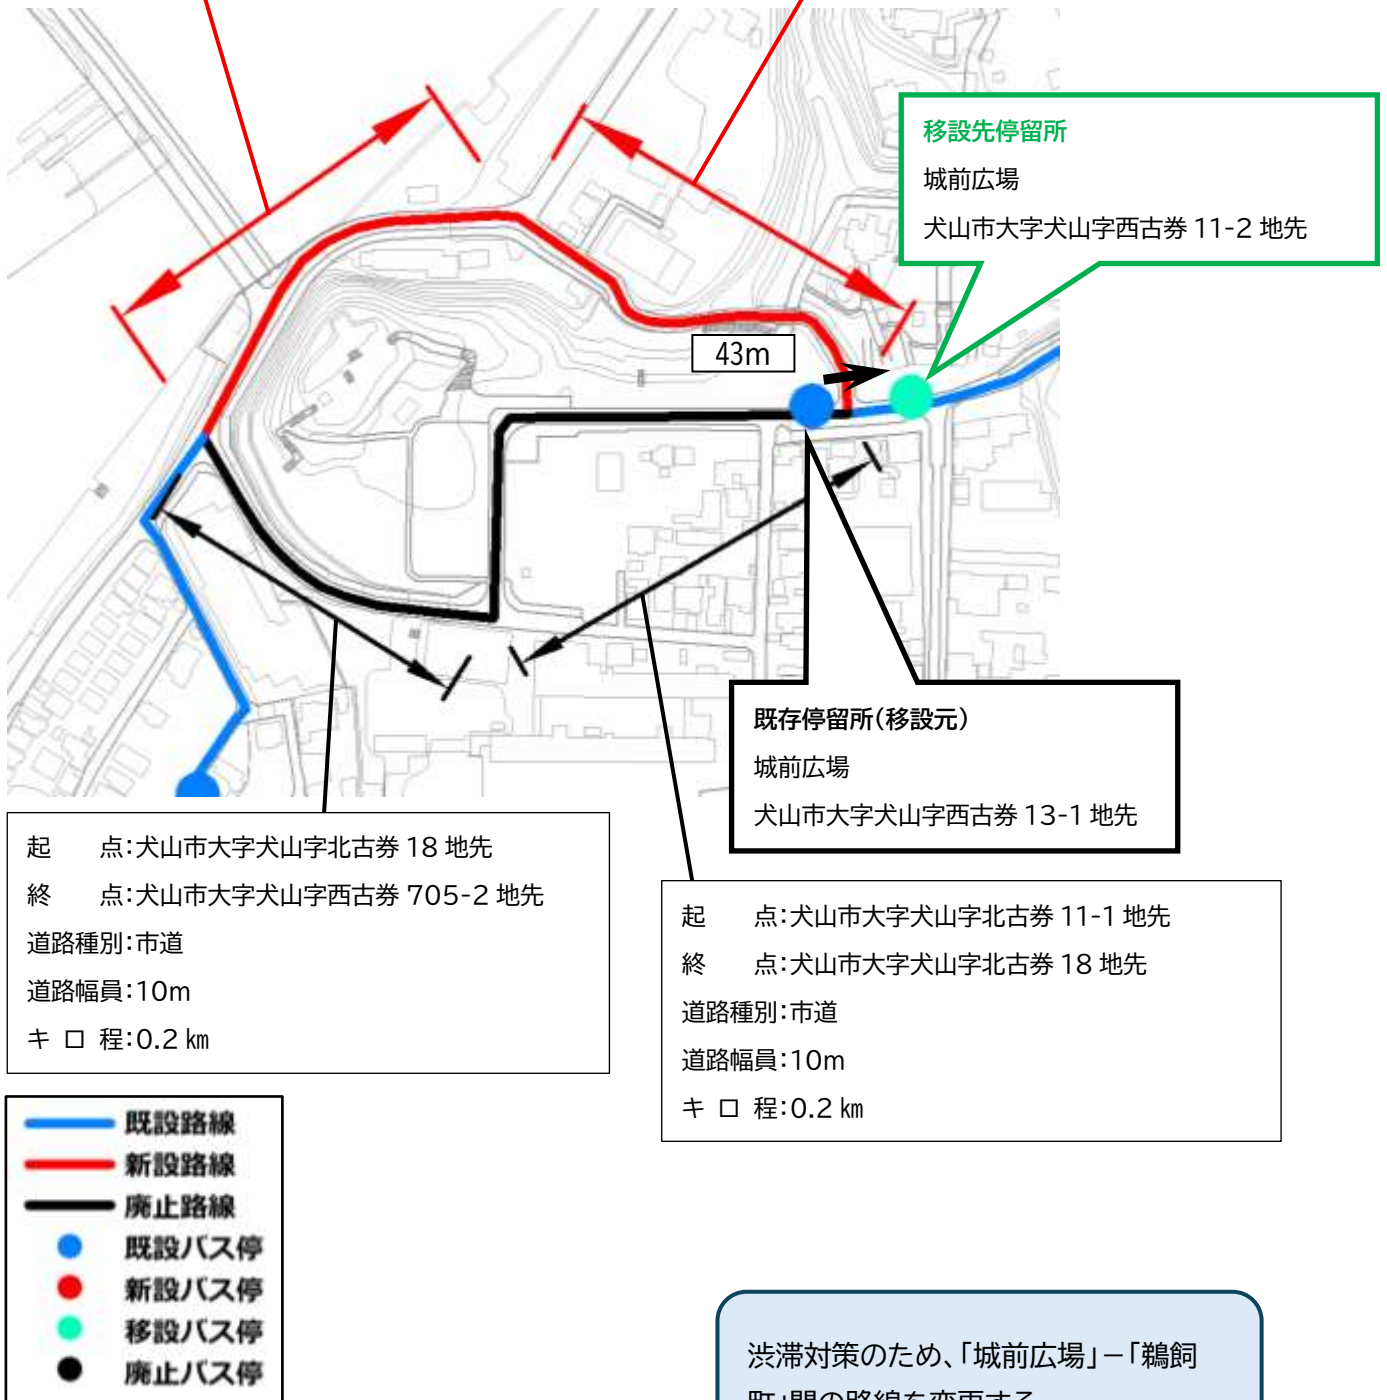 移設先停留所
城前広場
犬山市大字犬山字西古券 11-2 地先
43m
既存停留所(移設元)
城前広場
犬山市大字犬山字西古券 13-1 地先
起　　点:犬山市大字犬山字北古券 18 地先
終　　点:犬山市大字犬山字西古券 705-2 地先
道路種別:市道
道路幅員:10m
キ ロ 程:0.2 ㎞
起　　点:犬山市大字犬山字北古券 11-1 地先
終　　点:犬山市大字犬山字北古券 18 地先
道路種別:市道
道路幅員:10m
キ ロ 程:0.2 ㎞
既設路線
新設路線
廃止路線
既設バス停
新設バス停
移設バス停
廃止バス停
渋滞対策のため、「城前広場」－「鵜飼
町」間の路線を変更する